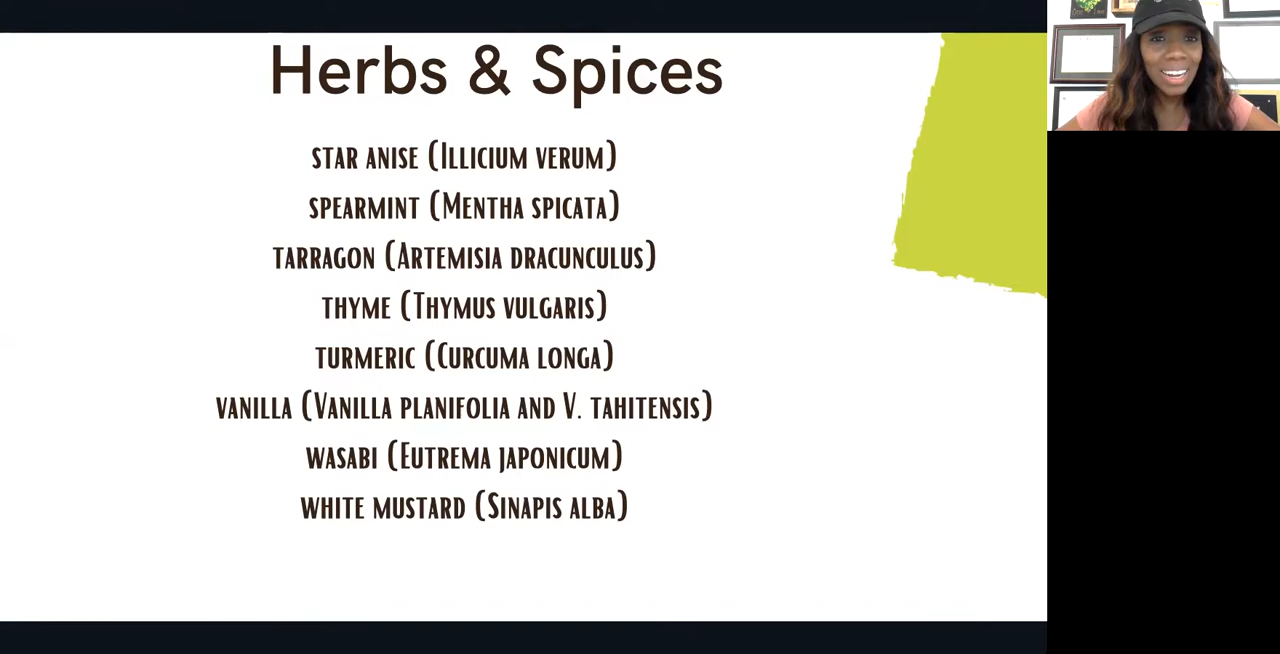 Herbs & Spices
STAR ANISE (ILLICIUM VERUM)
SPEARMINT (MENTHA SPICATA)
TARRAGON (ARTEMISIA DRACUNCULUS)
THYME (THYMUS VULGARIS)
TURMERIC (CURCUMA LONGA)
VANILLA (VANILLA PLANIFOLIA AND V. TAHITENSIS)
WASABI (EUTREMA JAPONICUM)
WHITE MUSTARD (SINAPIS ALBA)